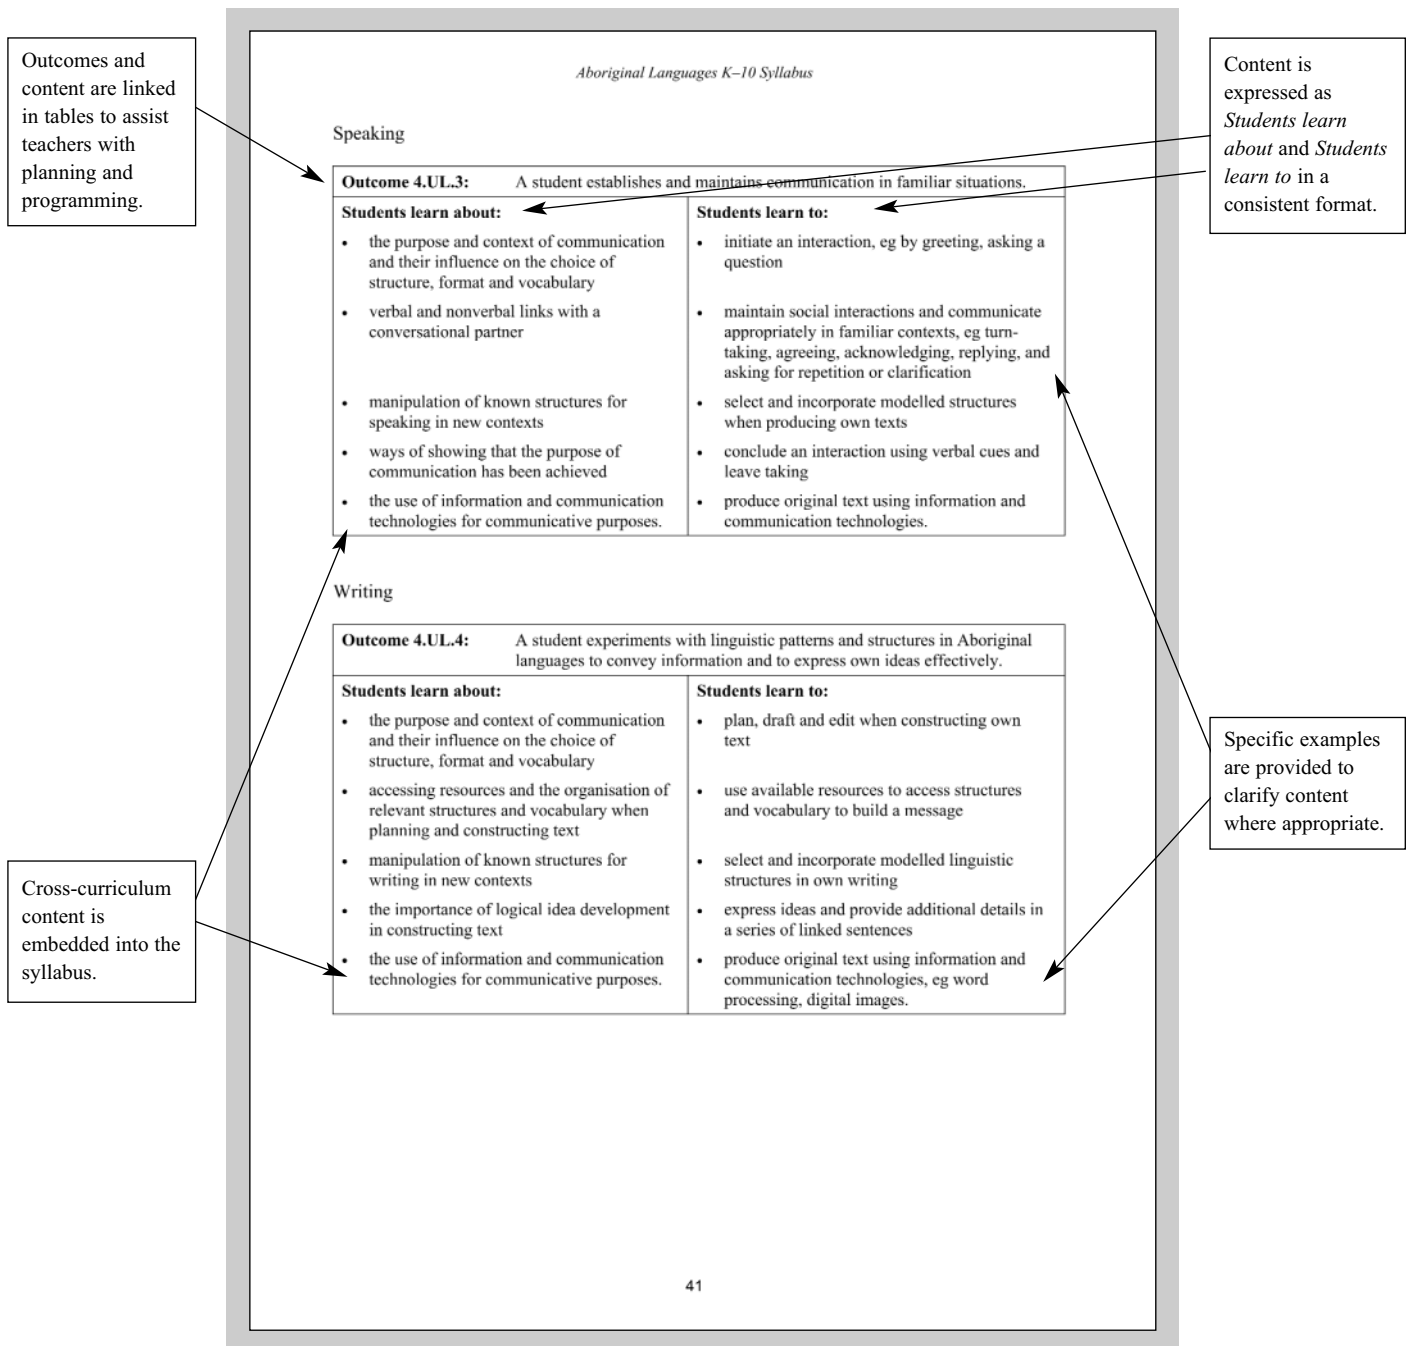 Outcomes and
content are linked
in tables to assist
teachers with
planning and
programming.
Content is
expressed as
Students learn
about and Students
learn to in a
consistent format.
Aboriginal Languages K–10 Syllabus
Speaking
Outcome 4.UL.3: A student establishes and maintains communication in familiar situations.
Students learn about:
• the purpose and context of communication
and their influence on the choice of
structure, format and vocabulary
• verbal and nonverbal links with a
conversational partner
• manipulation of known structures for
speaking in new contexts
• ways of showing that the purpose of
communication has been achieved
• the use of information and communication
technologies for communicative purposes.
Students learn to:
• initiate an interaction, eg by greeting, asking a
question
• maintain social interactions and communicate
appropriately in familiar contexts, eg turn-
taking, agreeing, acknowledging, replying, and
asking for repetition or clarification
• select and incorporate modelled structures
when producing own texts
• conclude an interaction using verbal cues and
leave taking
• produce original text using information and
communication technologies.
Writing
Outcome 4.UL.4: A student experiments with linguistic patterns and structures in Aboriginal
languages to convey information and to express own ideas effectively.
Students learn about:
• the purpose and context of communication
and their influence on the choice of
structure, format and vocabulary
• accessing resources and the organisation of
relevant structures and vocabulary when
planning and constructing text
• manipulation of known structures for
writing in new contexts
• the importance of logical idea development
in constructing text
• the use of information and communication
technologies for communicative purposes.
Students learn to:
• plan, draft and edit when constructing own
text
• use available resources to access structures
and vocabulary to build a message
• select and incorporate modelled linguistic
structures in own writing
• express ideas and provide additional details in
a series of linked sentences
• produce original text using information and
communication technologies, eg word
processing, digital images.
Specific examples
are provided to
clarify content
where appropriate.
Cross-curriculum
content is
embedded into the
syllabus.
41